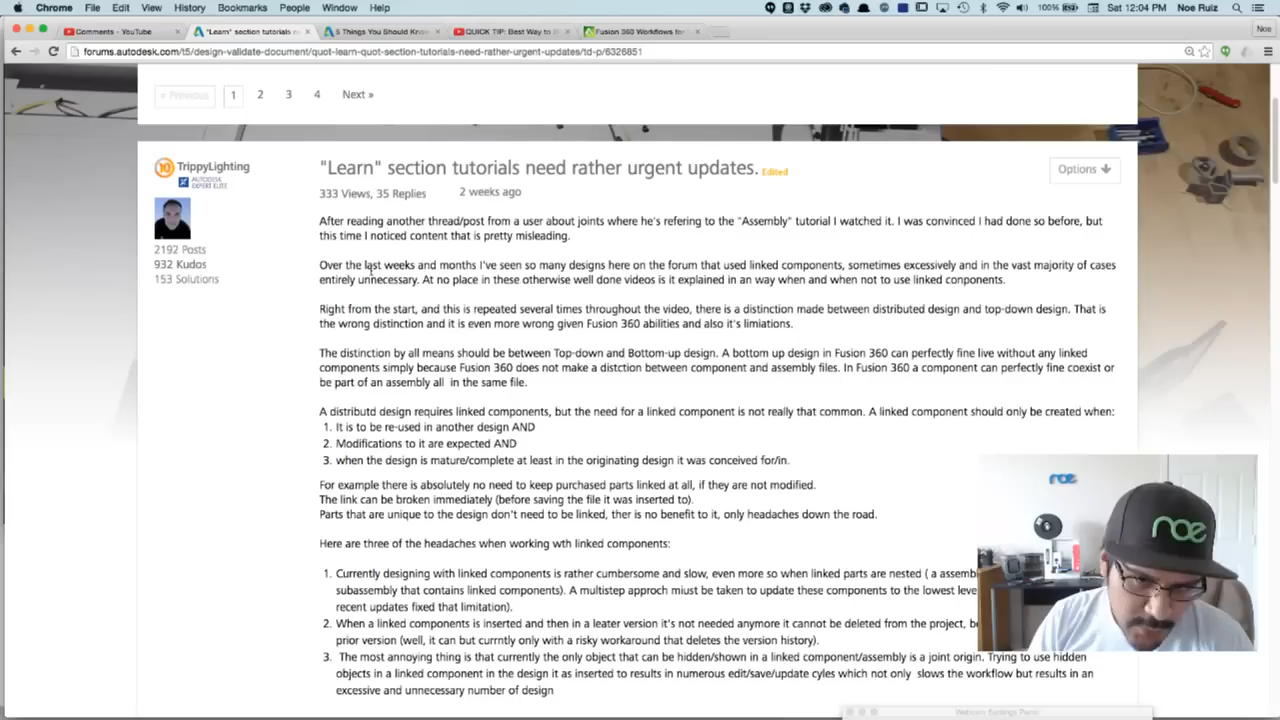 Chrome File Edit View History Bookmarks People Window Help 100% Sat 12:04 PM Noe Ruiz
Comments - YouTube "Learn" section tutorials n 5 Things You Should Know QUICK TIP: Best Way to Fusion 360 Workflows for Noe
forums.autodesk.com/t5/design-validate-document/quot-learn-quot-section-tutorials-need-rather-urgent-updates/td-p/6326851
« Previous 1 2 3 4 Next »
TrippyLighting
AUTODESK
EXPERT ELITE
2192 Posts
932 Kudos
153 Solutions
"Learn" section tutorials need rather urgent updates. Edited
Options
333 Views, 35 Replies 2 weeks ago
After reading another thread/post from a user about joints where he's refering to the "Assembly" tutorial I watched it. I was convinced I had done so before, but
this time I noticed content that is pretty misleading.
Over the last weeks and months I've seen so many designs here on the forum that used linked components, sometimes excessively and in the vast majority of cases
entirely unnecessary. At no place in these otherwise well done videos is it explained in an way when and when not to use linked components.
Right from the start, and this is repeated several times throughout the video, there is a distinction made between distributed design and top-down design. That is
the wrong distinction and it is even more wrong given Fusion 360 abilities and also it's limiations.
The distinction by all means should be between Top-down and Bottom-up design. A bottom up design in Fusion 360 can perfectly fine live without any linked
components simply because Fusion 360 does not make a distction between component and assembly files. In Fusion 360 a component can perfectly fine coexist or
be part of an assembly all in the same file.
A distributd design requires linked components, but the need for a linked component is not really that common. A linked component should only be created when:
1. It is to be re-used in another design AND
2. Modifications to it are expected AND
3. when the design is mature/complete at least in the originating design it was conceived for/in.
For example there is absolutely no need to keep purchased parts linked at all, if they are not modified.
The link can be broken immediately (before saving the file it was inserted to).
Parts that are unique to the design don't need to be linked, ther is no benefit to it, only headaches down the road.
Here are three of the headaches when working wth linked components:
1. Currently designing with linked components is rather cumbersome and slow, even more so when linked parts are nested ( a assemb
subassembly that contains linked components). A multistep approch miust be taken to update these components to the lowest leve
recent updates fixed that limitation).
2. When a linked components is inserted and then in a leater version it's not needed anymore it cannot be deleted from the project, be
prior version (well, it can but currntly only with a risky workaround that deletes the version history).
3. The most annoying thing is that currently the only object that can be hidden/shown in a linked component/assembly is a joint origin. Trying to use hidden
objects in a linked component in the design it as inserted to results in numerous edit/save/update cyles which not only slows the workflow but results in an
excessive and unnecessary number of design
noe
noe